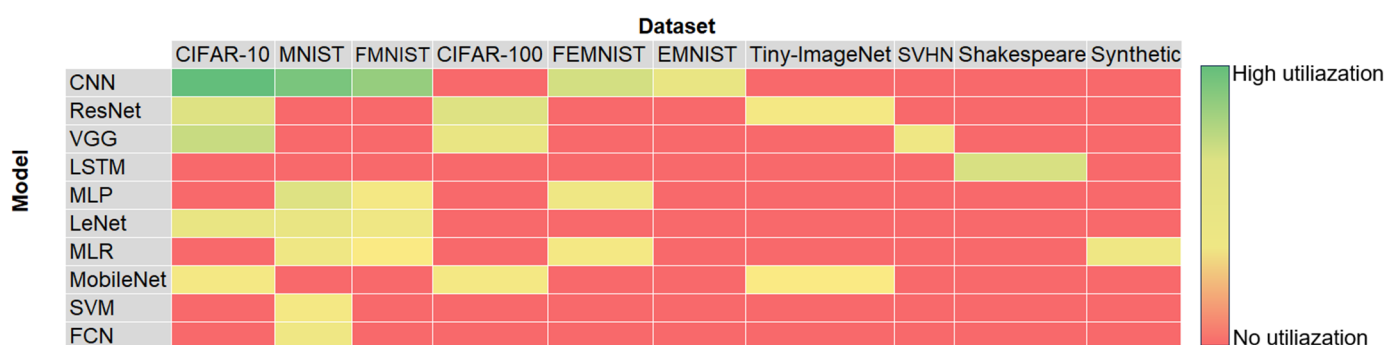 Dataset
CIFAR-10 MNIST FMNIST CIFAR-100 FEMNIST EMNIST Tiny-ImageNet SVHN Shakespeare Synthetic
Model
CNN
ResNet
VGG
LSTM
MLP
LeNet
MLR
MobileNet
SVM
FCN
High utiliazation
No utiliazation